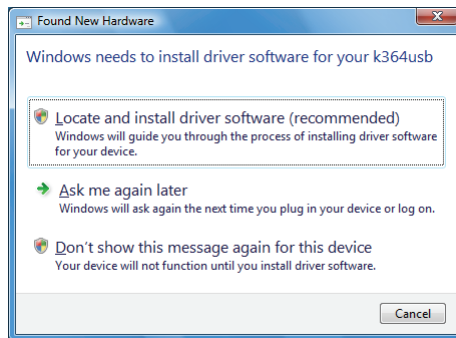 Found New Hardware
Windows needs to install driver software for your k364usb
Locate and install driver software (recommended)
Windows will guide you through the process of installing driver software
for your device.
Ask me again later
Windows will ask again the next time you plug in your device or log on.
Don't show this message again for this device
Your device will not function until you install driver software.
Cancel